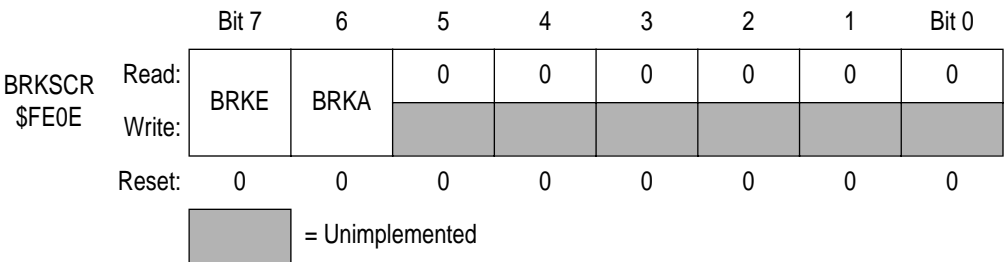 Bit 7 6 5 4 3 2 1 Bit 0
BRKSCR
$FE0E
Read: BRKE BRKA 0 0 0 0 0 0
Write:
Reset: 0 0 0 0 0 0 0 0
= Unimplemented